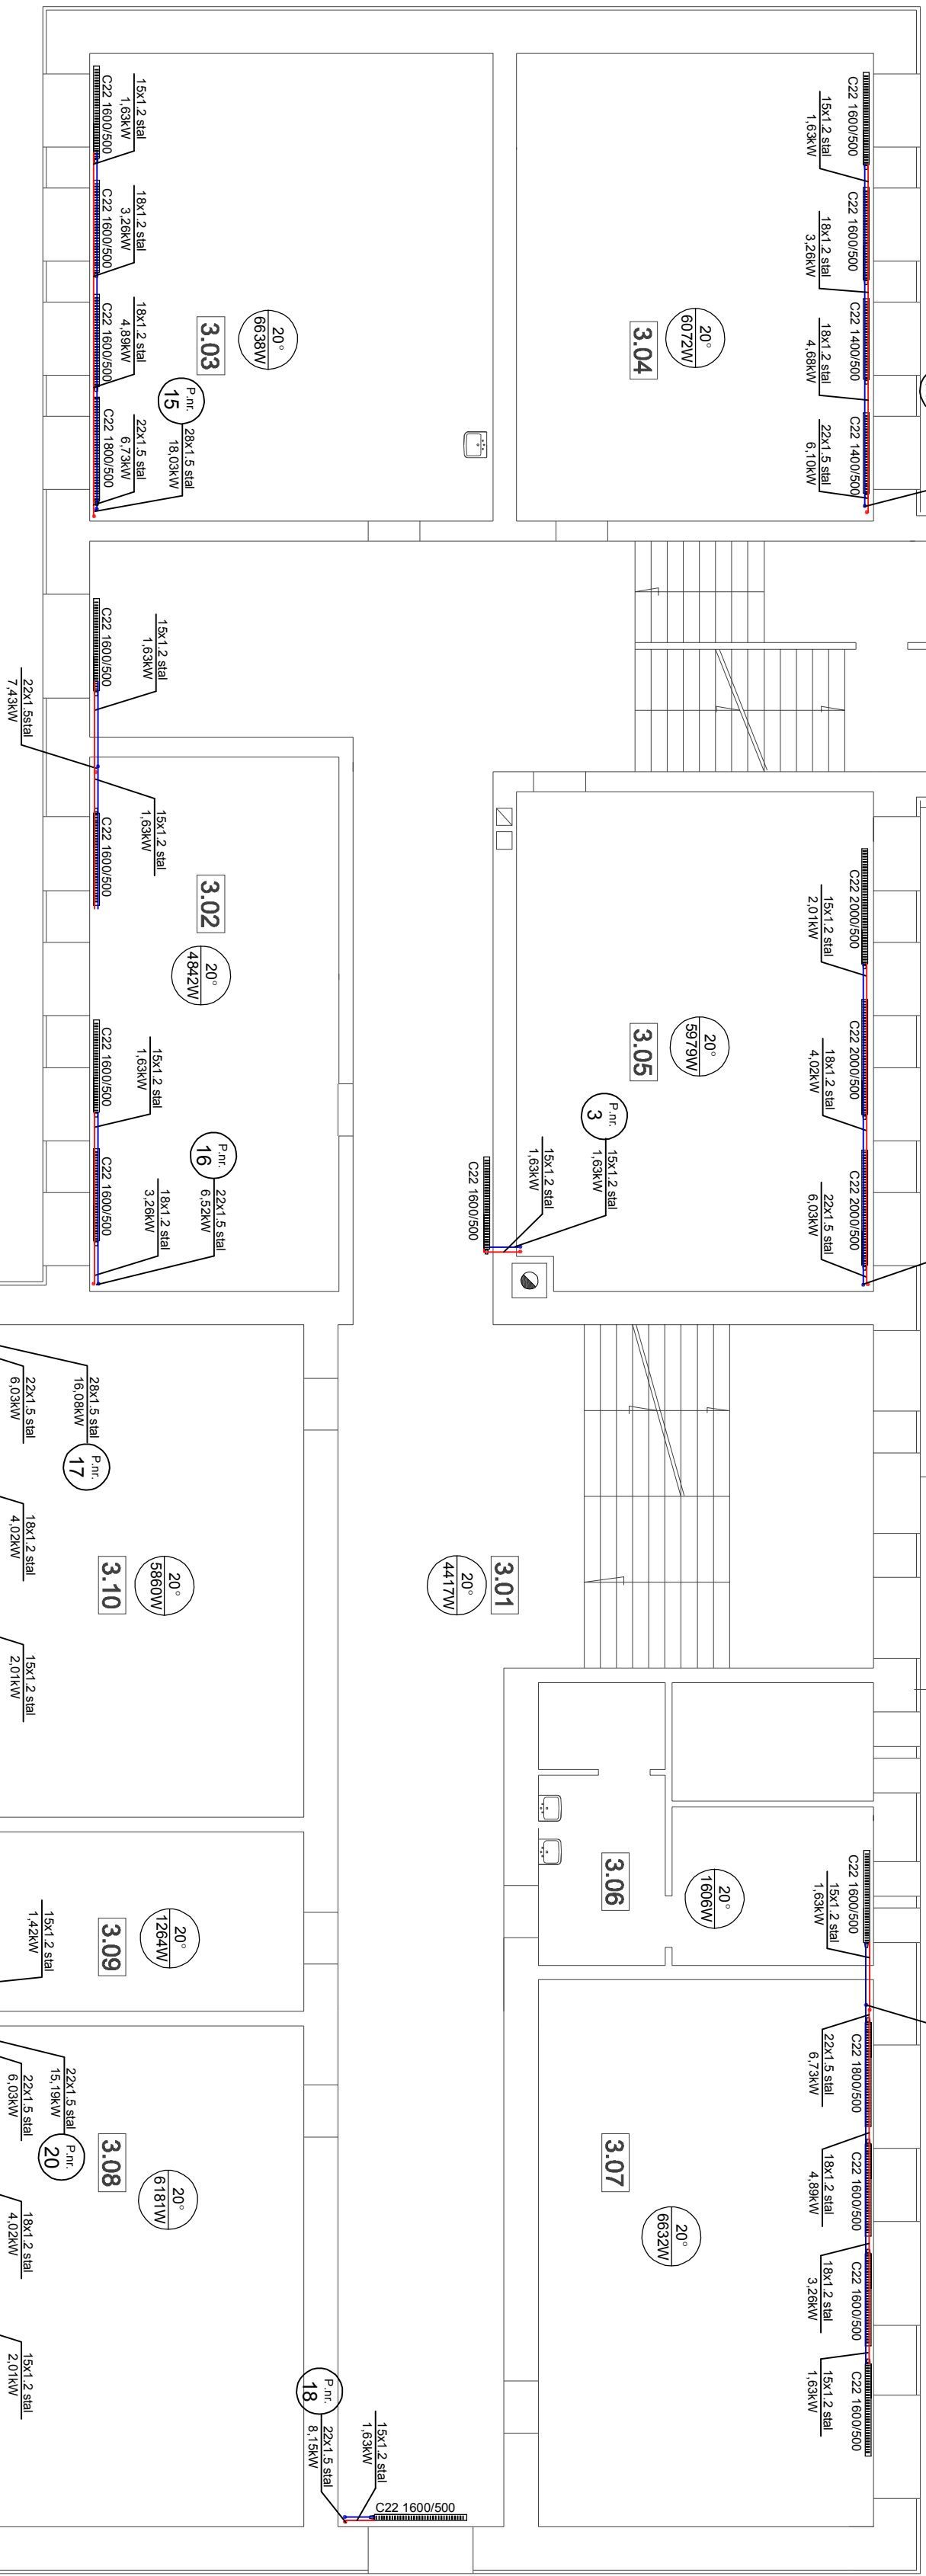 C22 1600/500
15x1.2 stal
1,63kW
C22 1600/500
18x1.2 stal
3,26kW
C22 1400/500
18x1.2 stal
4,68kW
C22 1400/500
22x1.5 stal
6,10kW
20°
6072W
3.04
C22 1600/500
15x1.2 stal
1,63kW
C22 1600/500
18x1.2 stal
3,26kW
C22 1600/500
18x1.2 stal
4,89kW
C22 1800/500
22x1.5 stal
6,73kW
20°
6638W
3.03
P.nr.
15
28x1.5 stal
18,03kW
C22 1600/500
15x1.2 stal
1,63kW
22x1.5stal
7,43kW
15x1.2 stal
1,63kW
C22 1600/500
3.02
20°
4842W
C22 1600/500
15x1.2 stal
1,63kW
C22 1600/500
18x1.2 stal
3,26kW
P.nr.
16
22x1.5 stal
6,52kW
C22 2000/500
15x1.2 stal
2,01kW
C22 2000/500
18x1.2 stal
4,02kW
C22 2000/500
22x1.5 stal
6,03kW
20°
5979W
3.05
P.nr.
3
15x1.2 stal
1,63kW
15x1.2 stal
1,63kW
C22 1600/500
28x1.5 stal
16,08kW
P.nr.
17
22x1.5 stal
6,03kW
18x1.2 stal
4,02kW
15x1.2 stal
2,01kW
20°
5860W
3.10
3.01
20°
4417W
3.06
20°
1606W
C22 1600/500
15x1.2 stal
1,63kW
20°
1264W
3.09
15x1.2 stal
1,42kW
C22 1800/500
22x1.5 stal
6,73kW
C22 1600/500
18x1.2 stal
4,89kW
C22 1600/500
18x1.2 stal
3,26kW
C22 1600/500
15x1.2 stal
1,63kW
3.07
20°
6632W
3.08
20°
6181W
22x1.5 stal
15,19kW
P.nr.
20
22x1.5 stal
6,03kW
18x1.2 stal
4,02kW
15x1.2 stal
2,01kW
P.nr.
18
22x1.5 stal
8,15kW
15x1.2 stal
1,63kW
C22 1600/500